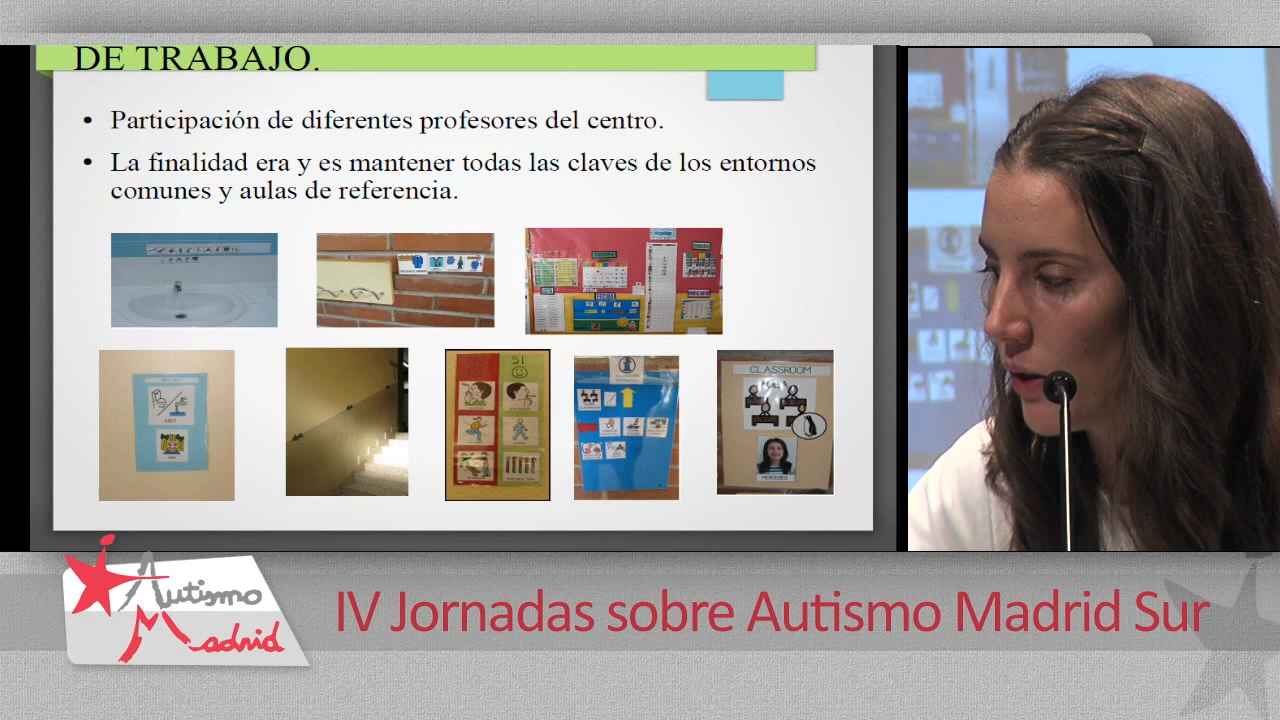 DE TRABAJO.
• Participación de diferentes profesores del centro.
• La finalidad era y es mantener todas las claves de los entornos
comunes y aulas de referencia.
SI
CLASSROOM
MERCEDES
Autismo
Madrid
IV Jornadas sobre Autismo Madrid Sur